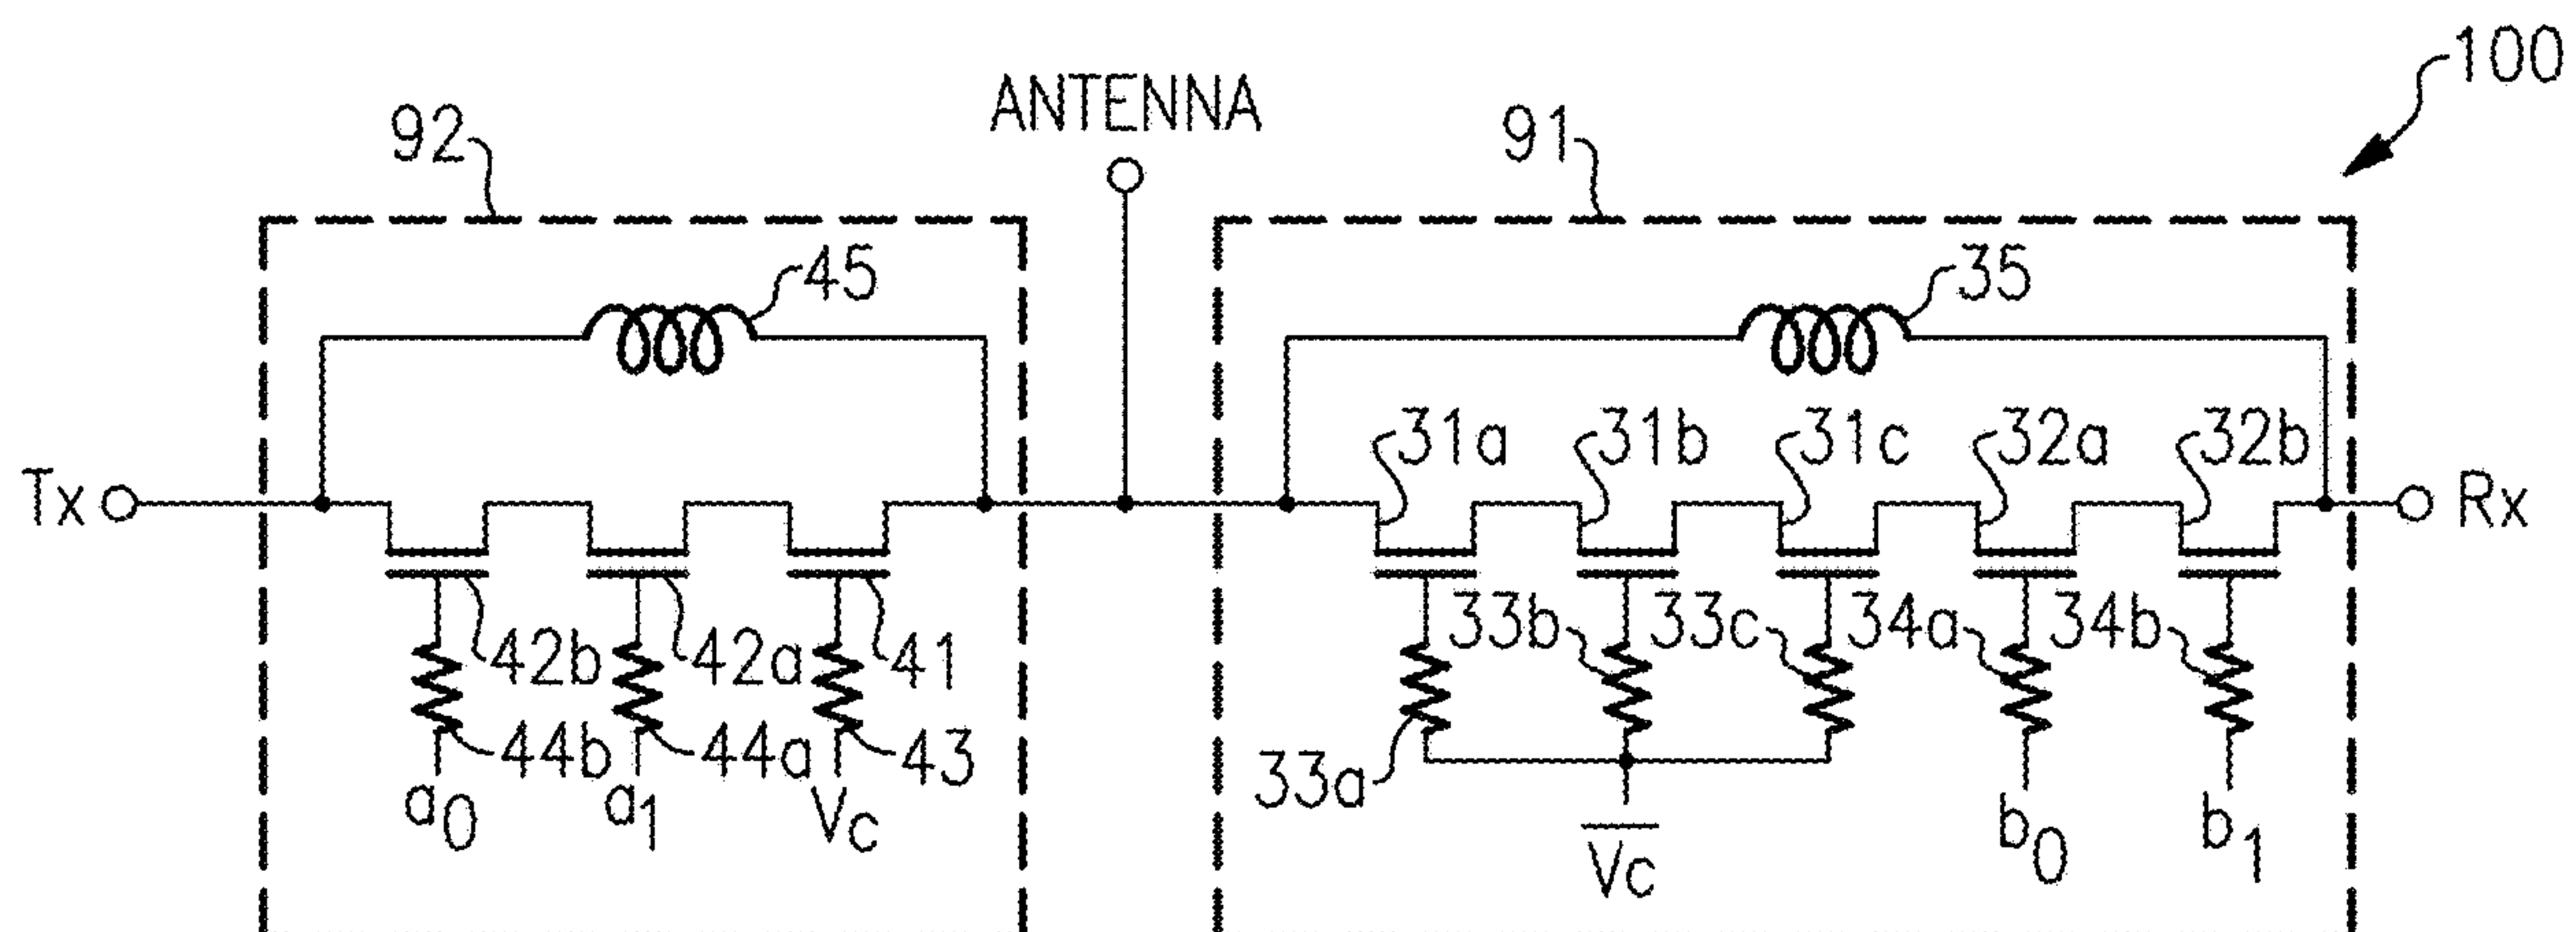 100
ANTENNA
92
91
45
35
31a 31b 31c 32a 32b
Tx
Rx
33b 33c 34a 34b
42b 42a 41
44b 44a 43
33a
a0 a1 Vc
b0 b1
V̅c̅